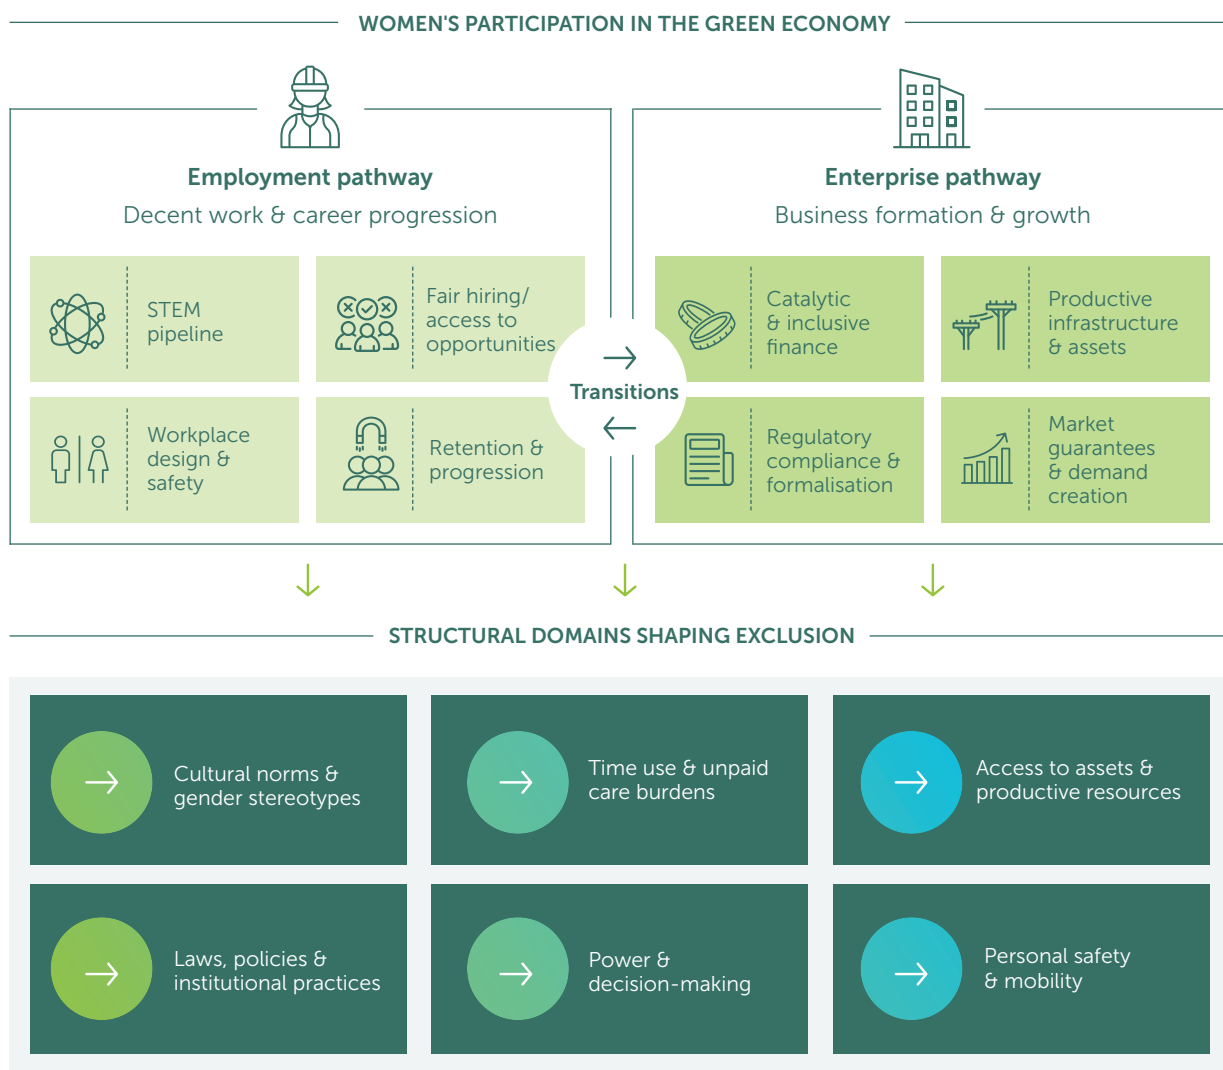 WOMEN'S PARTICIPATION IN THE GREEN ECONOMY
Employment pathway
Decent work & career progression
STEM
pipeline
Fair hiring/
access to
opportunities
Workplace
design &
safety
Retention &
progression
Transitions
Enterprise pathway
Business formation & growth
Catalytic
& inclusive
finance
Productive
infrastructure
& assets
Regulatory
compliance &
formalisation
Market
guarantees
& demand
creation
STRUCTURAL DOMAINS SHAPING EXCLUSION
Cultural norms &
gender stereotypes
Time use & unpaid
care burdens
Access to assets &
productive resources
Laws, policies &
institutional practices
Power &
decision-making
Personal safety
& mobility